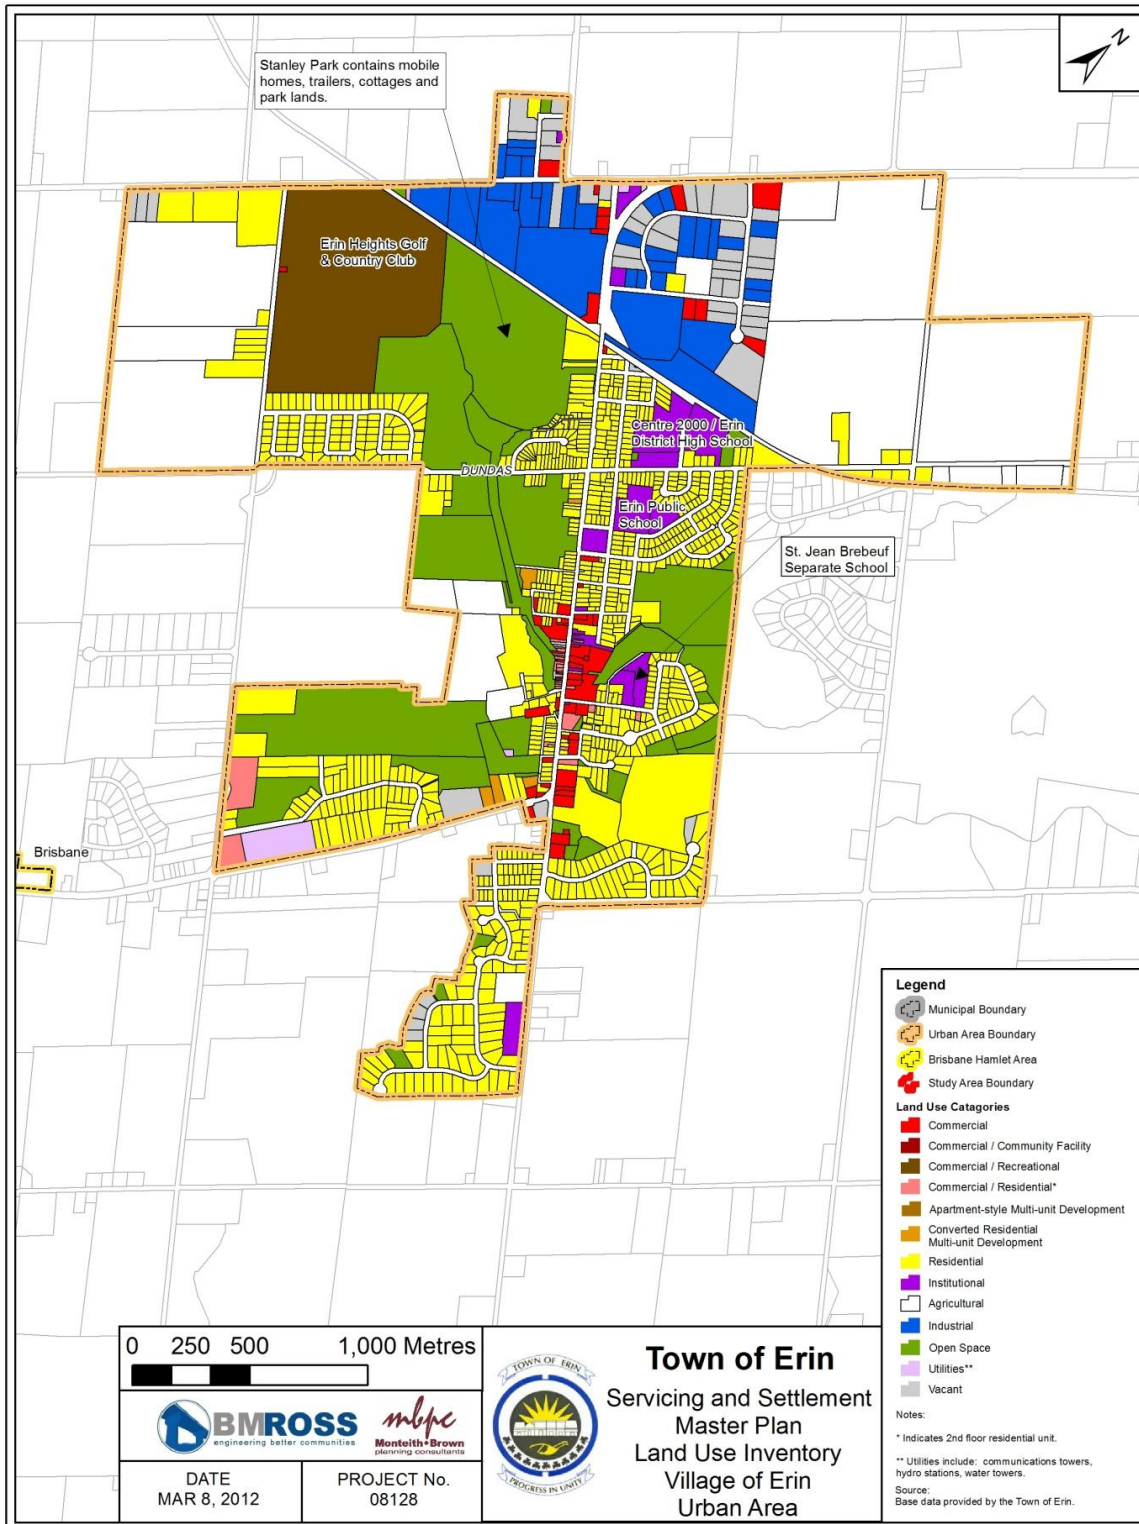 N
Stanley Park contains mobile
homes, trailers, cottages and
park lands.
Erin Heights Golf
& Country Club
Centre 2000 / Erin
District High School
DUNDAS
Erin Public
School
St. Jean Brebeuf
Separate School
Brisbane
Legend
Municipal Boundary
Urban Area Boundary
Brisbane Hamlet Area
Study Area Boundary
Land Use Catagories
Commercial
Commercial / Community Facility
Commercial / Recreational
Commercial / Residential*
Apartment-style Multi-unit Development
Converted Residential
Multi-unit Development
Residential
Institutional
Agricultural
Industrial
Open Space
Utilities**
Vacant
Notes:
* Indicates 2nd floor residential unit.
** Utilities include: communications towers,
hydro stations, water towers.
Source:
Base data provided by the Town of Erin.
0 250 500 1,000 Metres
BMROSS
engineering better communities
mbpc
Monteith•Brown
planning consultants
DATE
MAR 8, 2012
PROJECT No.
08128
TOWN OF ERIN
PROGRESS IN UNITY
Town of Erin
Servicing and Settlement
Master Plan
Land Use Inventory
Village of Erin
Urban Area